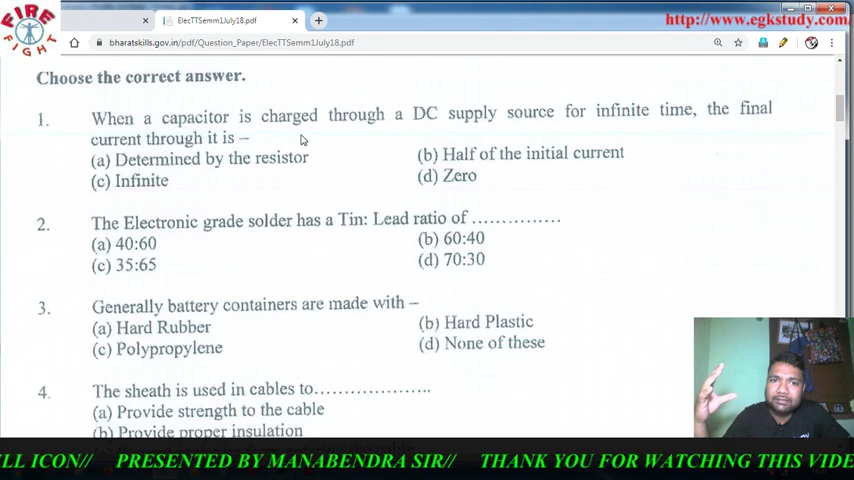 FIRE
FIGHT
ElecTTSemm1July18.pdf
http://www.egkstudy.com
bharatskills.gov.in/pdf/Question_Paper/ElecTTSemm1July18.pdf
Choose the correct answer.
1. When a capacitor is charged through a DC supply source for infinite time, the final
current through it is –
(a) Determined by the resistor (b) Half of the initial current
(c) Infinite (d) Zero
2. The Electronic grade solder has a Tin: Lead ratio of ……………
(a) 40:60 (b) 60:40
(c) 35:65 (d) 70:30
3. Generally battery containers are made with –
(a) Hard Rubber (b) Hard Plastic
(c) Polypropylene (d) None of these
4. The sheath is used in cables to………………..
(a) Provide strength to the cable
(b) Provide proper insulation
LL ICON// PRESENTED BY MANABENDRA SIR// THANK YOU FOR WATCHING THIS VIDE